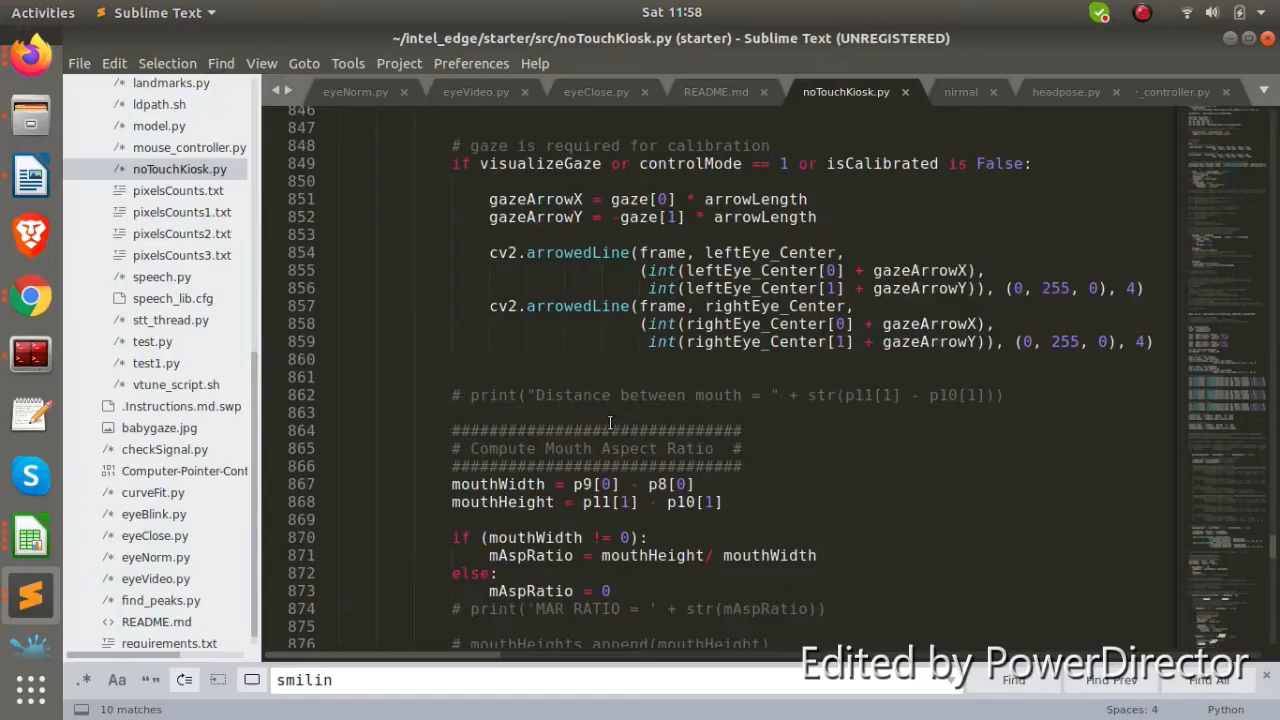 Activities Sublime Text Sat 11:58
~/intel_edge/starter/src/noTouchKiosk.py (starter) - Sublime Text (UNREGISTERED)
File Edit Selection Find View Goto Tools Project Preferences Help
landmarks.py
ldpath.sh
model.py
mouse_controller.py
noTouchKiosk.py
pixelsCounts.txt
pixelsCounts1.txt
pixelsCounts2.txt
pixelsCounts3.txt
speech.py
speech_lib.cfg
stt_thread.py
test.py
test1.py
vtune_script.sh
.Instructions.md.swp
babygaze.jpg
checkSignal.py
Computer-Pointer-Cont
curveFit.py
eyeBlink.py
eyeClose.py
eyeNorm.py
eyeVideo.py
find_peaks.py
README.md
requirements.txt
eyeNorm.py eyeVideo.py eyeClose.py README.md noTouchKiosk.py nirmal headpose.py _controller.py
846
847
848 # gaze is required for calibration
849 if visializeGaze or controlMode == 1 or isCalibrated is False:
850
851 gazeArrowX = gaze[0] * arrowLength
852 gazeArrowY = -gaze[1] * arrowLength
853
854 cv2.arrowedLine(frame, leftEye_Center,
855 (int(leftEye_Center[0] + gazeArrowX),
856 int(leftEye_Center[1] + gazeArrowY)), (0, 255, 0), 4)
857 cv2.arrowedLine(frame, rightEye_Center,
858 (int(rightEye_Center[0] + gazeArrowX),
859 int(rightEye_Center[1] + gazeArrowY)), (0, 255, 0), 4)
860
861
862 # print("Distance between mouth = " + str(p11[1] - p10[1]))
863
864 ###############################
865 # Compute Mouth Aspect Ratio #
866 ###############################
867 mouthWidth = p9[0] - p8[0]
868 mouthHeight = p11[1] - p10[1]
869
870 if (mouthWidth != 0):
871 mAspRatio = mouthHeight/ mouthWidth
872 else:
873 mAspRatio = 0
874 # print('MAR RATIO = ' + str(mAspRatio))
875
876 # mouthHeights.append(mouthHeight)
Edited by PowerDirector
.* Aa “” smilin Find Find Prev Find All
10 matches Spaces: 4 Python